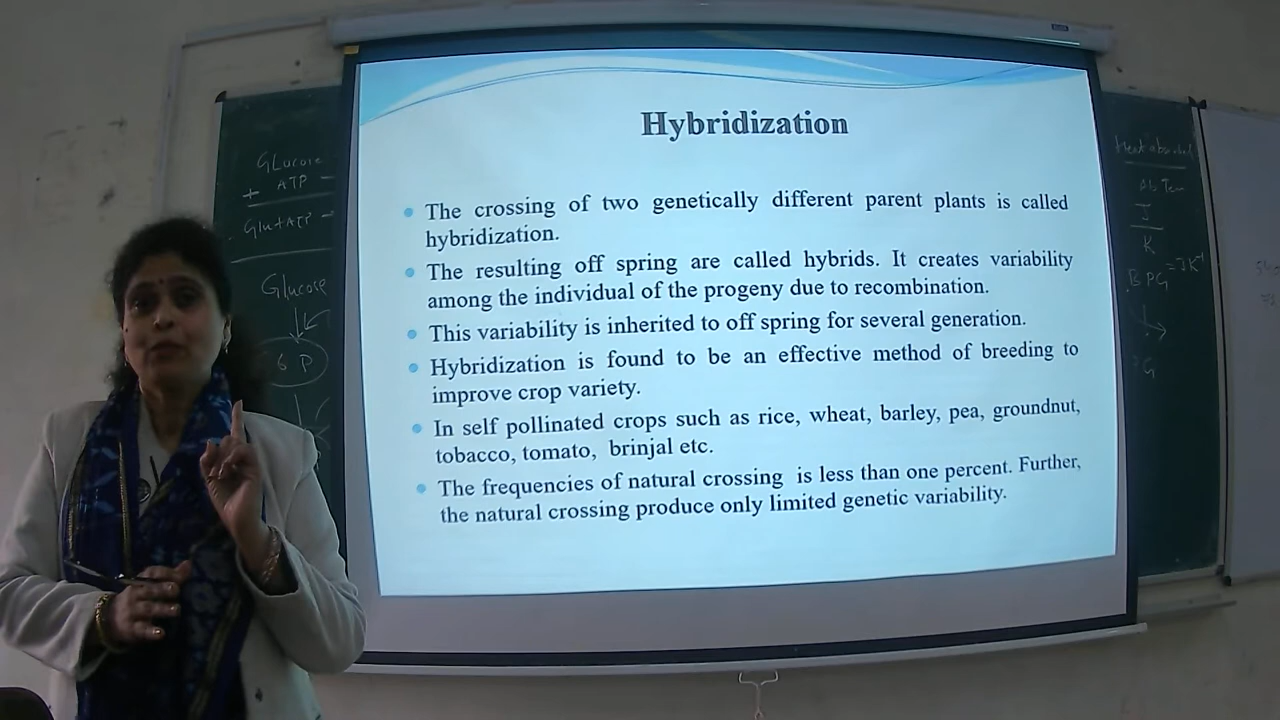 Hybridization
The crossing of two genetically different parent plants is called
hybridization.
The resulting off spring are called hybrids. It creates variability
among the individual of the progeny due to recombination.
This variability is inherited to off spring for several generation.
Hybridization is found to be an effective method of breeding to
improve crop variety.
In self pollinated crops such as rice, wheat, barley, pea, groundnut,
tobacco, tomato, brinjal etc.
The frequencies of natural crossing is less than one percent. Further,
the natural crossing produce only limited genetic variability.
GLucose
+ ATP
Glucose
6 P
J
K
BPG
G